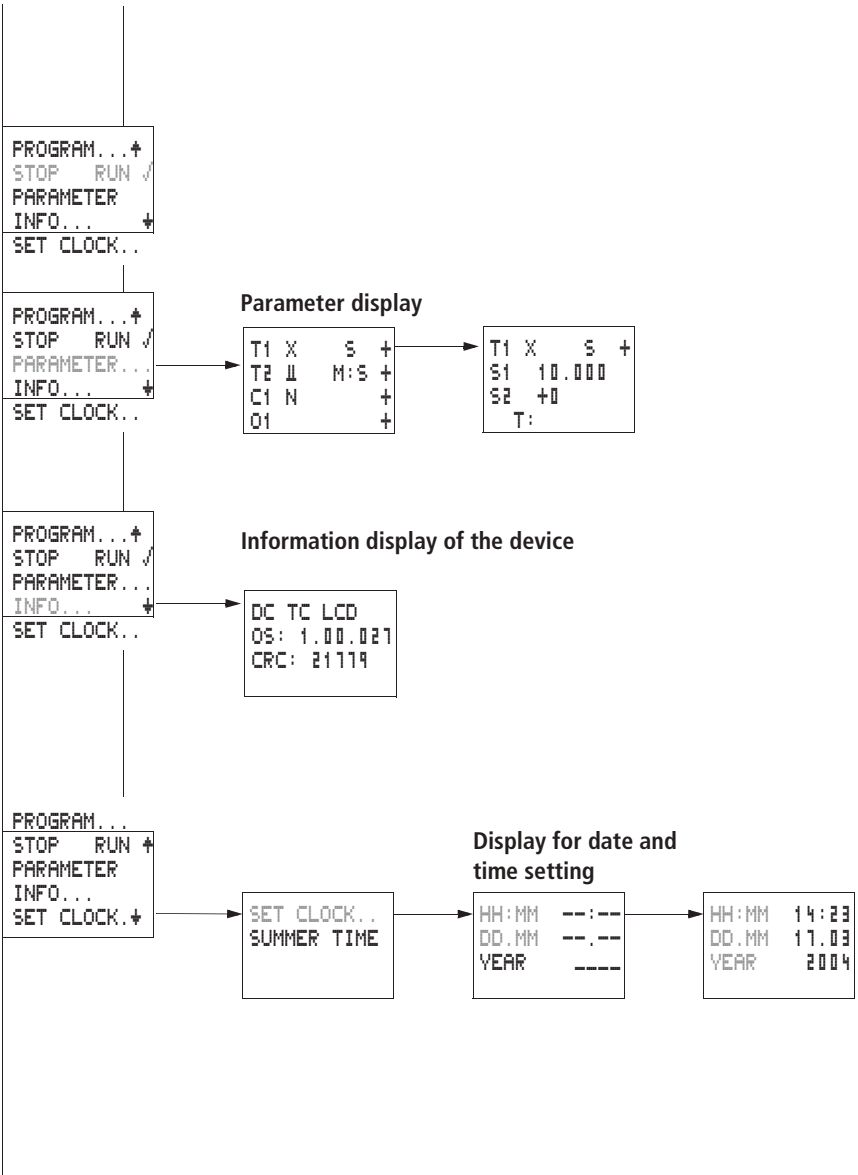 PROGRAM...↑
STOP RUN √
PARAMETER
INFO... ↓
SET CLOCK..
Parameter display
PROGRAM...↑
STOP RUN √
PARAMETER...
INFO... ↓
SET CLOCK..
T1 X S +
T2 ㅛ M:S +
C1 N +
O1 +
T1 X S +
S1 10.000
S2 +0
T:
Information display of the device
PROGRAM...↑
STOP RUN √
PARAMETER...
INFO... ↓
SET CLOCK..
DC TC LCD
OS: 1.00.027
CRC: 21779
Display for date and
time setting
PROGRAM...
STOP RUN ↑
PARAMETER
INFO...
SET CLOCK.↓
SET CLOCK..
SUMMER TIME
HH:MM --:--
DD.MM --.--
YEAR ____
HH:MM 14:23
DD.MM 17.03
YEAR 2004